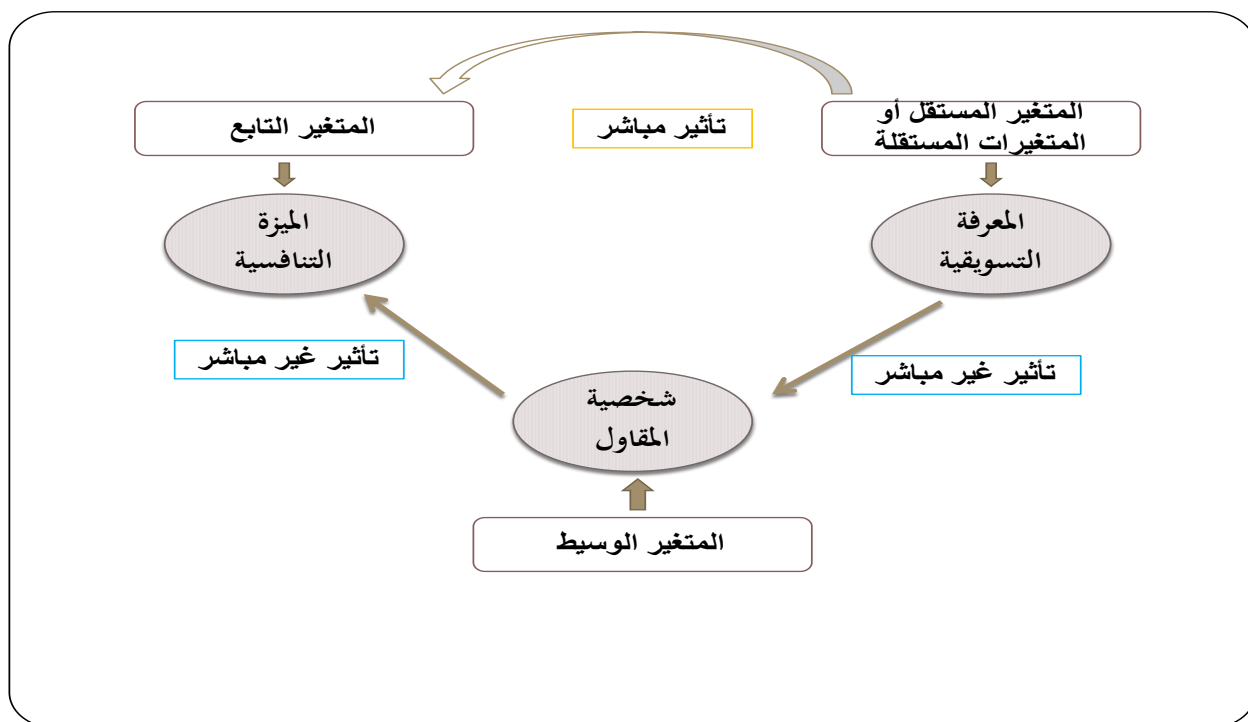 المتغير المستقل أو
المتغيرات المستقلة
تأثير مباشر
المتغير التابع
المعرفة
التسويقية
الميزة
التنافسية
تأثير غير مباشر
تأثير غير مباشر
شخصية
المقاول
المتغير الوسيط